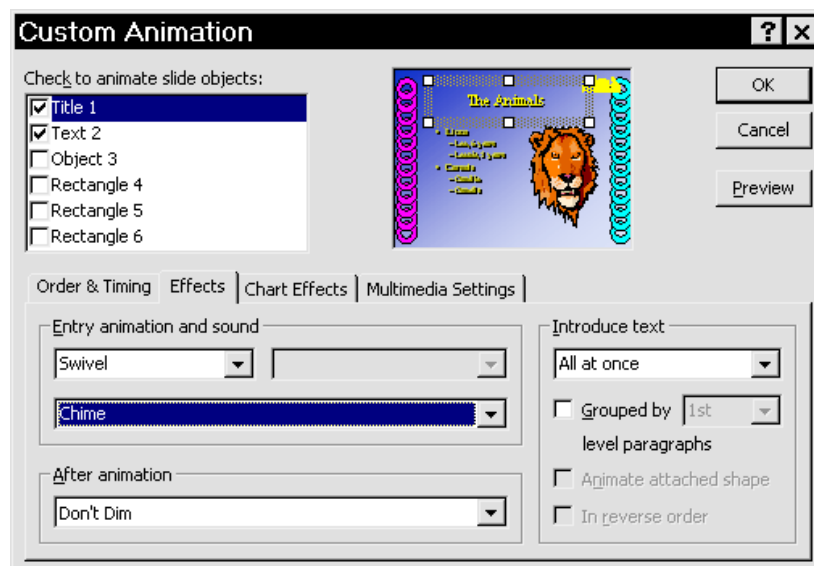 Custom Animation
Check to animate slide objects:
Title 1
Text 2
Object 3
Rectangle 4
Rectangle 5
Rectangle 6
The Animals
OK
Cancel
Preview
Order & Timing Effects Chart Effects Multimedia Settings
Entry animation and sound
Swivel
Chime
After animation
Don't Dim
Introduce text
All at once
Grouped by 1st
level paragraphs
Animate attached shape
In reverse order